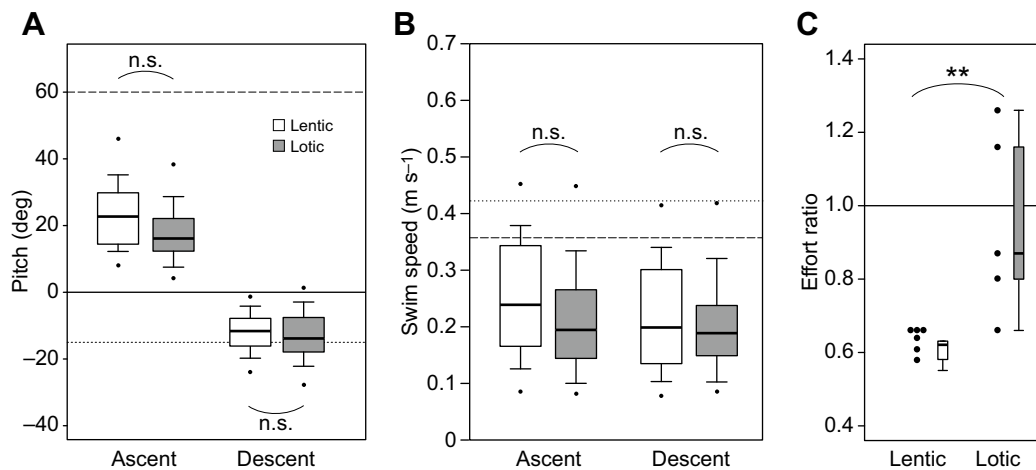 A
Pitch (deg)
60
40
20
0
–20
–40
n.s.
Lentic
Lotic
n.s.
Ascent Descent
B
Swim speed (m s–1)
0.7
0.6
0.5
0.4
0.3
0.2
0.1
0
n.s.
n.s.
Ascent Descent
C
Effort ratio
1.4
1.2
1.0
0.8
0.6
0.4
**
Lentic Lotic